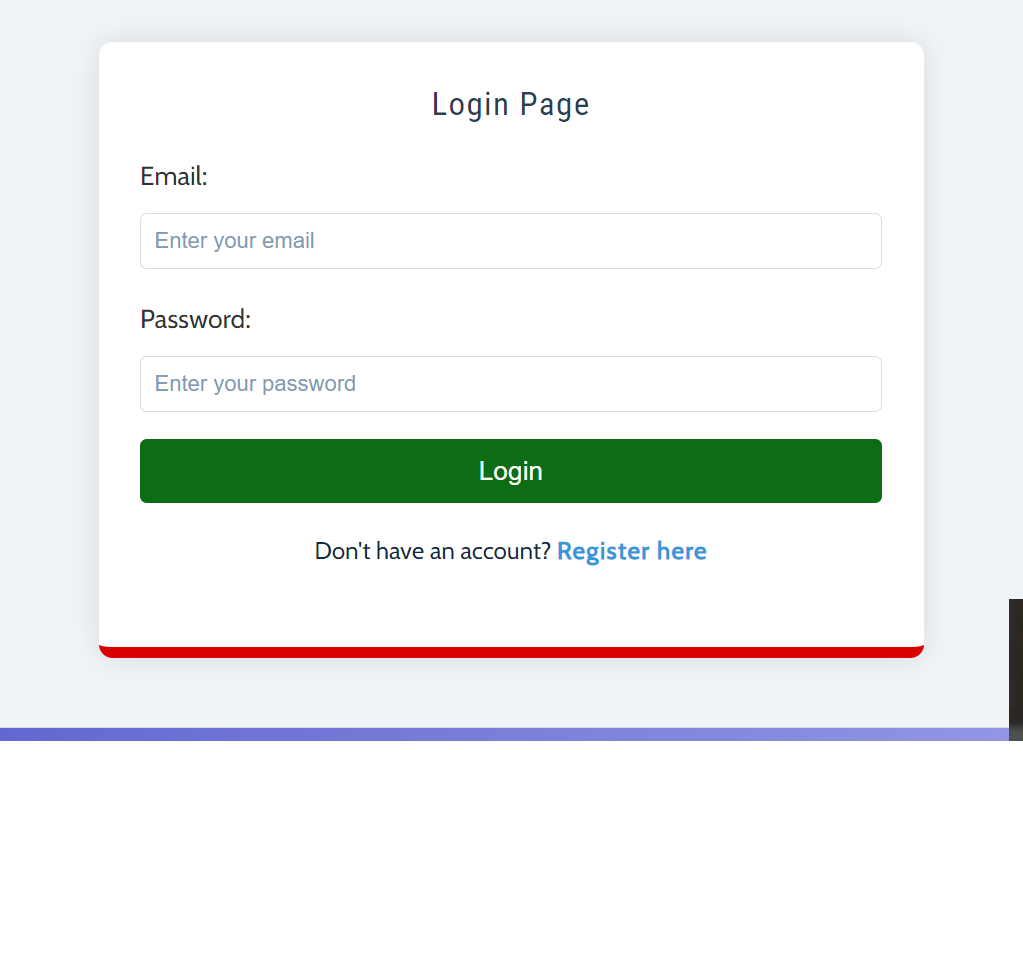 Login Page
Email:
Enter your email
Password:
Enter your password
Login
Don't have an account? Register here